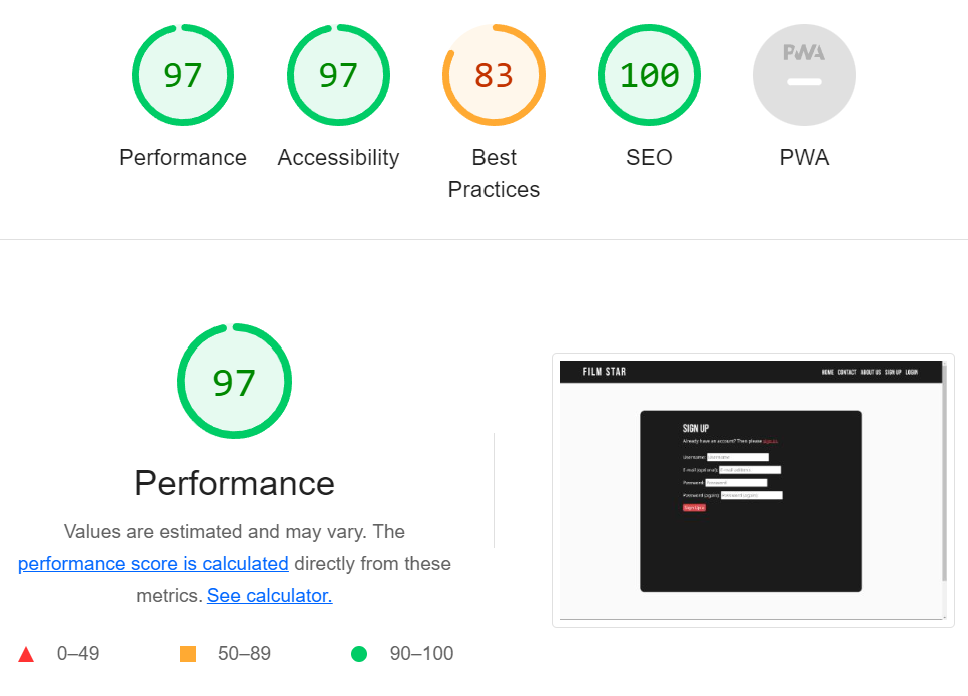 97
97
83
100
PWA
Performance
Accessibility
Best
Practices
SEO
PWA
97
Performance
Values are estimated and may vary. The
performance score is calculated directly from these
metrics. See calculator.
0–49
50–89
90–100
FILM STAR
HOME CONTACT ABOUT US SIGN UP LOGIN
SIGN UP
Already have an account? Then please sign in.
Username: Username
E-mail (optional): E-mail address
Password: Password
Password (again): Password (again)
Sign Up »